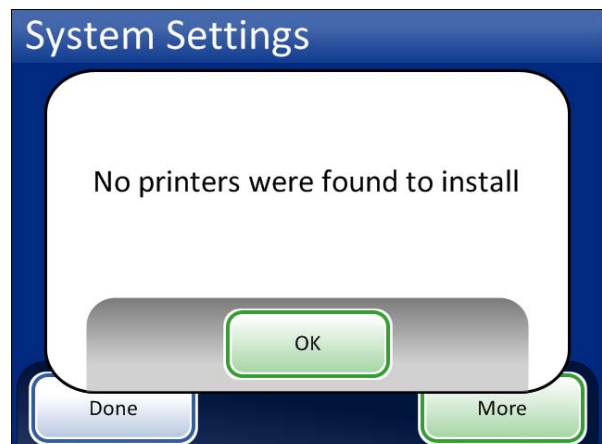 System Settings
No printers were found to install
OK
Done
More